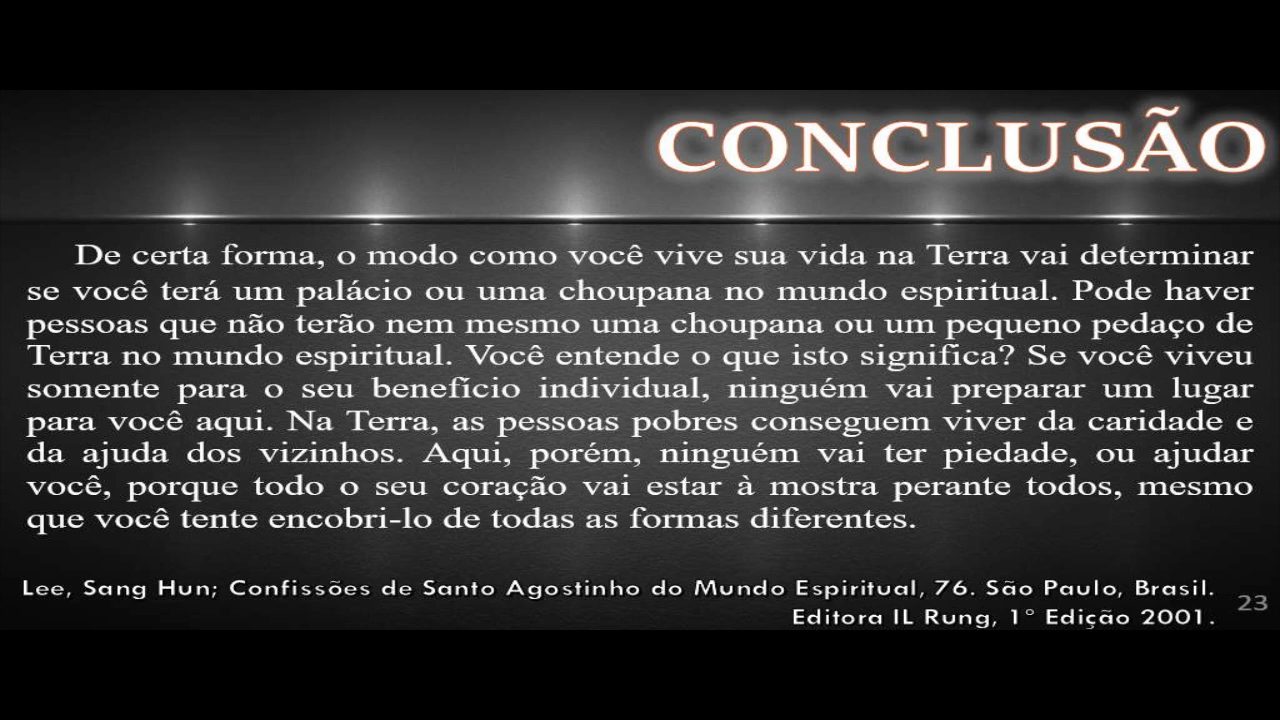 CONCLUSÃO
De certa forma, o modo como você vive sua vida na Terra vai determinar
se você terá um palácio ou uma choupana no mundo espiritual. Pode haver
pessoas que não terão nem mesmo uma choupana ou um pequeno pedaço de
Terra no mundo espiritual. Você entende o que isto significa? Se você viveu
somente para o seu benefício individual, ninguém vai preparar um lugar
para você aqui. Na Terra, as pessoas pobres conseguem viver da caridade e
da ajuda dos vizinhos. Aqui, porém, ninguém vai ter piedade, ou ajudar
você, porque todo o seu coração vai estar à mostra perante todos, mesmo
que você tente encobri-lo de todas as formas diferentes.
Lee, Sang Hun; Confissões de Santo Agostinho do Mundo Espiritual, 76. São Paulo, Brasil.
Editora IL Rung, 1° Edição 2001.
23